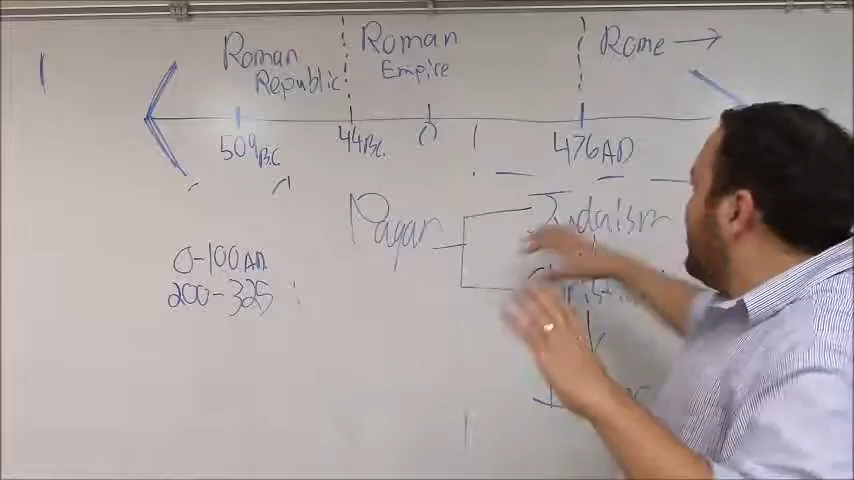 Roman
Republic
Roman
Empire
Rome →
509 B.C
44 B.C.
0
476 AD
Pagan
Judaism
0-100 AD
200-325